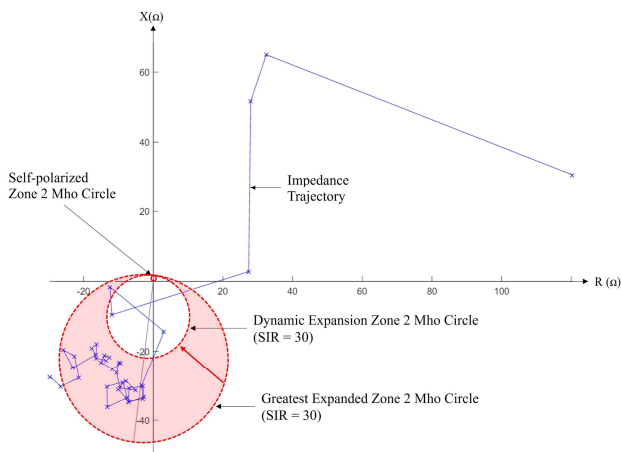 X(Ω)
60
40
20
Self-polarized
Zone 2 Mho Circle
Impedance
Trajectory
-20
20
40
60
80
100
R (Ω)
Dynamic Expansion Zone 2 Mho Circle
(SIR = 30)
-20
Greatest Expanded Zone 2 Mho Circle
(SIR = 30)
-40